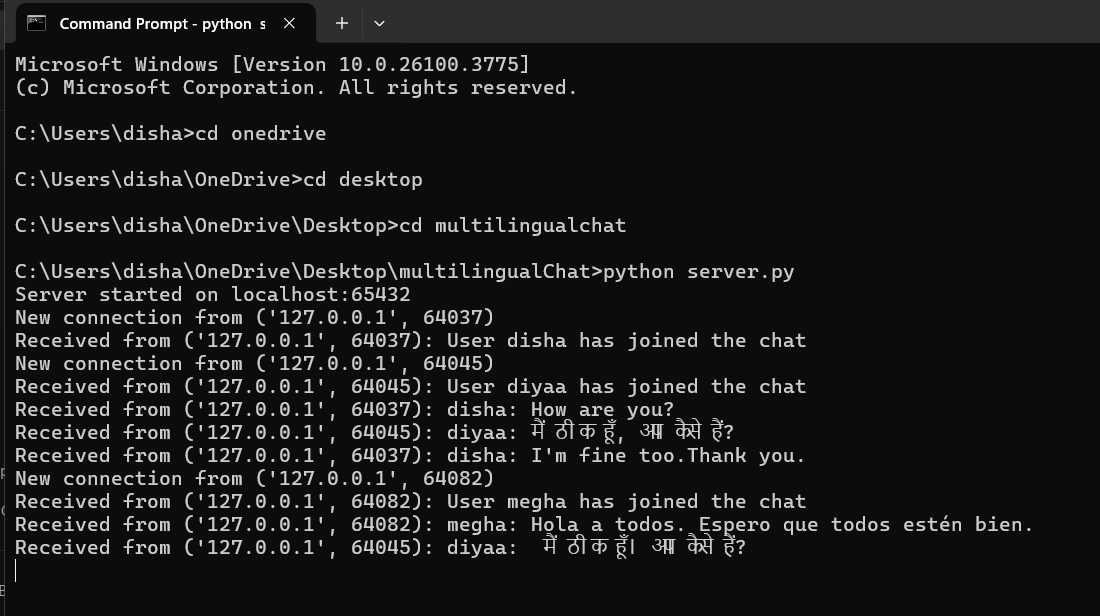 Command Prompt - python s
Microsoft Windows [Version 10.0.26100.3775]
(c) Microsoft Corporation. All rights reserved.
C:\Users\disha>cd onedrive
C:\Users\disha\OneDrive>cd desktop
C:\Users\disha\OneDrive\Desktop>cd multilingualchat
C:\Users\disha\OneDrive\Desktop\multilingualChat>python server.py
Server started on localhost:65432
New connection from ('127.0.0.1', 64037)
Received from ('127.0.0.1', 64037): User disha has joined the chat
New connection from ('127.0.0.1', 64045)
Received from ('127.0.0.1', 64045): User diyaa has joined the chat
Received from ('127.0.0.1', 64037): disha: How are you?
Received from ('127.0.0.1', 64045): diyaa: मैं ठीक हूँ, आप कैसे हैं?
Received from ('127.0.0.1', 64037): disha: I'm fine too.Thank you.
New connection from ('127.0.0.1', 64082)
Received from ('127.0.0.1', 64082): User megha has joined the chat
Received from ('127.0.0.1', 64082): megha: Hola a todos. Espero que todos estén bien.
Received from ('127.0.0.1', 64045): diyaa:  मैं ठीक हूँ। आप कैसे हैं?